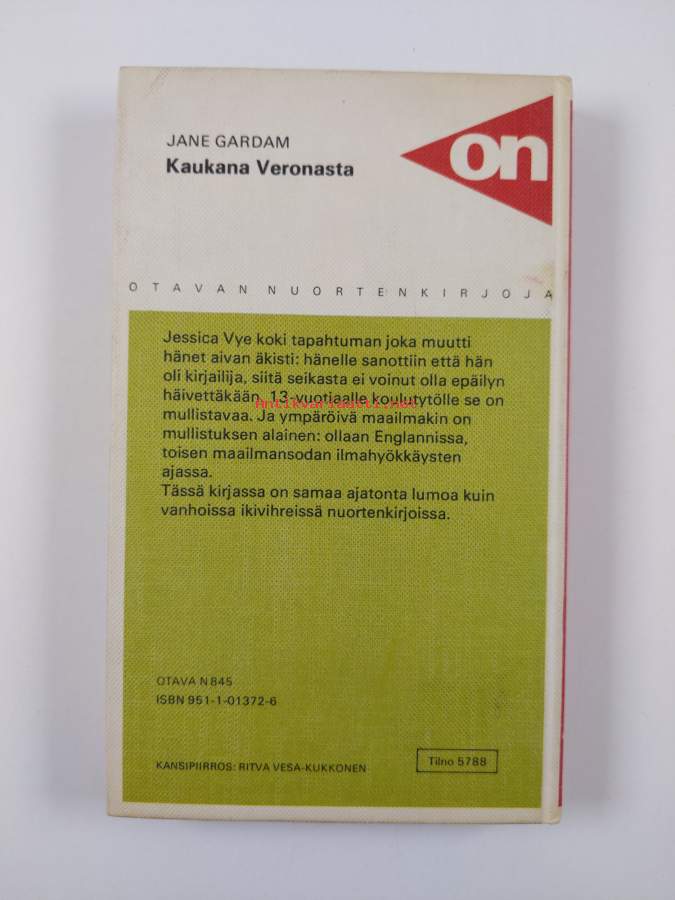 JANE GARDAM
Kaukana Veronasta
on
OTAVAN NUORTENKIRJOJA
Jessica Vye koki tapahtuman joka muutti
hänet aivan äkisti: hänelle sanottiin että hän
oli kirjailija, siitä seikasta ei voinut olla epäilyn
häivettäkään. 13-vuotiaalle koulutytölle se on
Antikvariaatti.net
mullistavaa. Ja ympäröivä maailmakin on
mullistuksen alainen: ollaan Englannissa,
toisen maailmansodan ilmahyökkäysten
ajassa.
Tässä kirjassa on samaa ajatonta lumoa kuin
vanhoissa ikivihreissä nuortenkirjoissa.
OTAVA N 845
ISBN 951-1-01372-6
KANSIPIIRROS: RITVA VESA-KUKKONEN
Tilno 5788